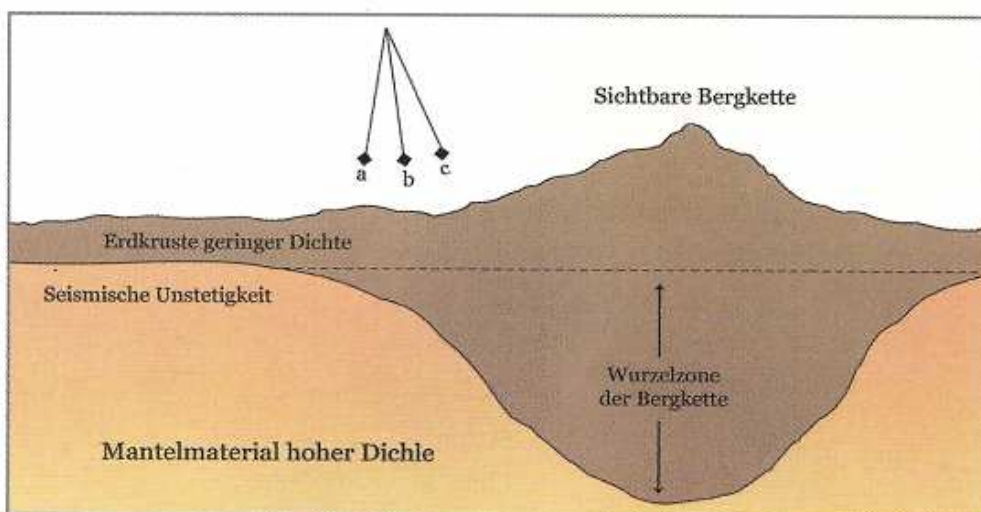 Sichtbare Bergkette
a
b
c
Erdkruste geringer Dichte
Seismische Unstetigkeit
Wurzelzone
der Bergkette
Mantelmaterial hoher Dichle